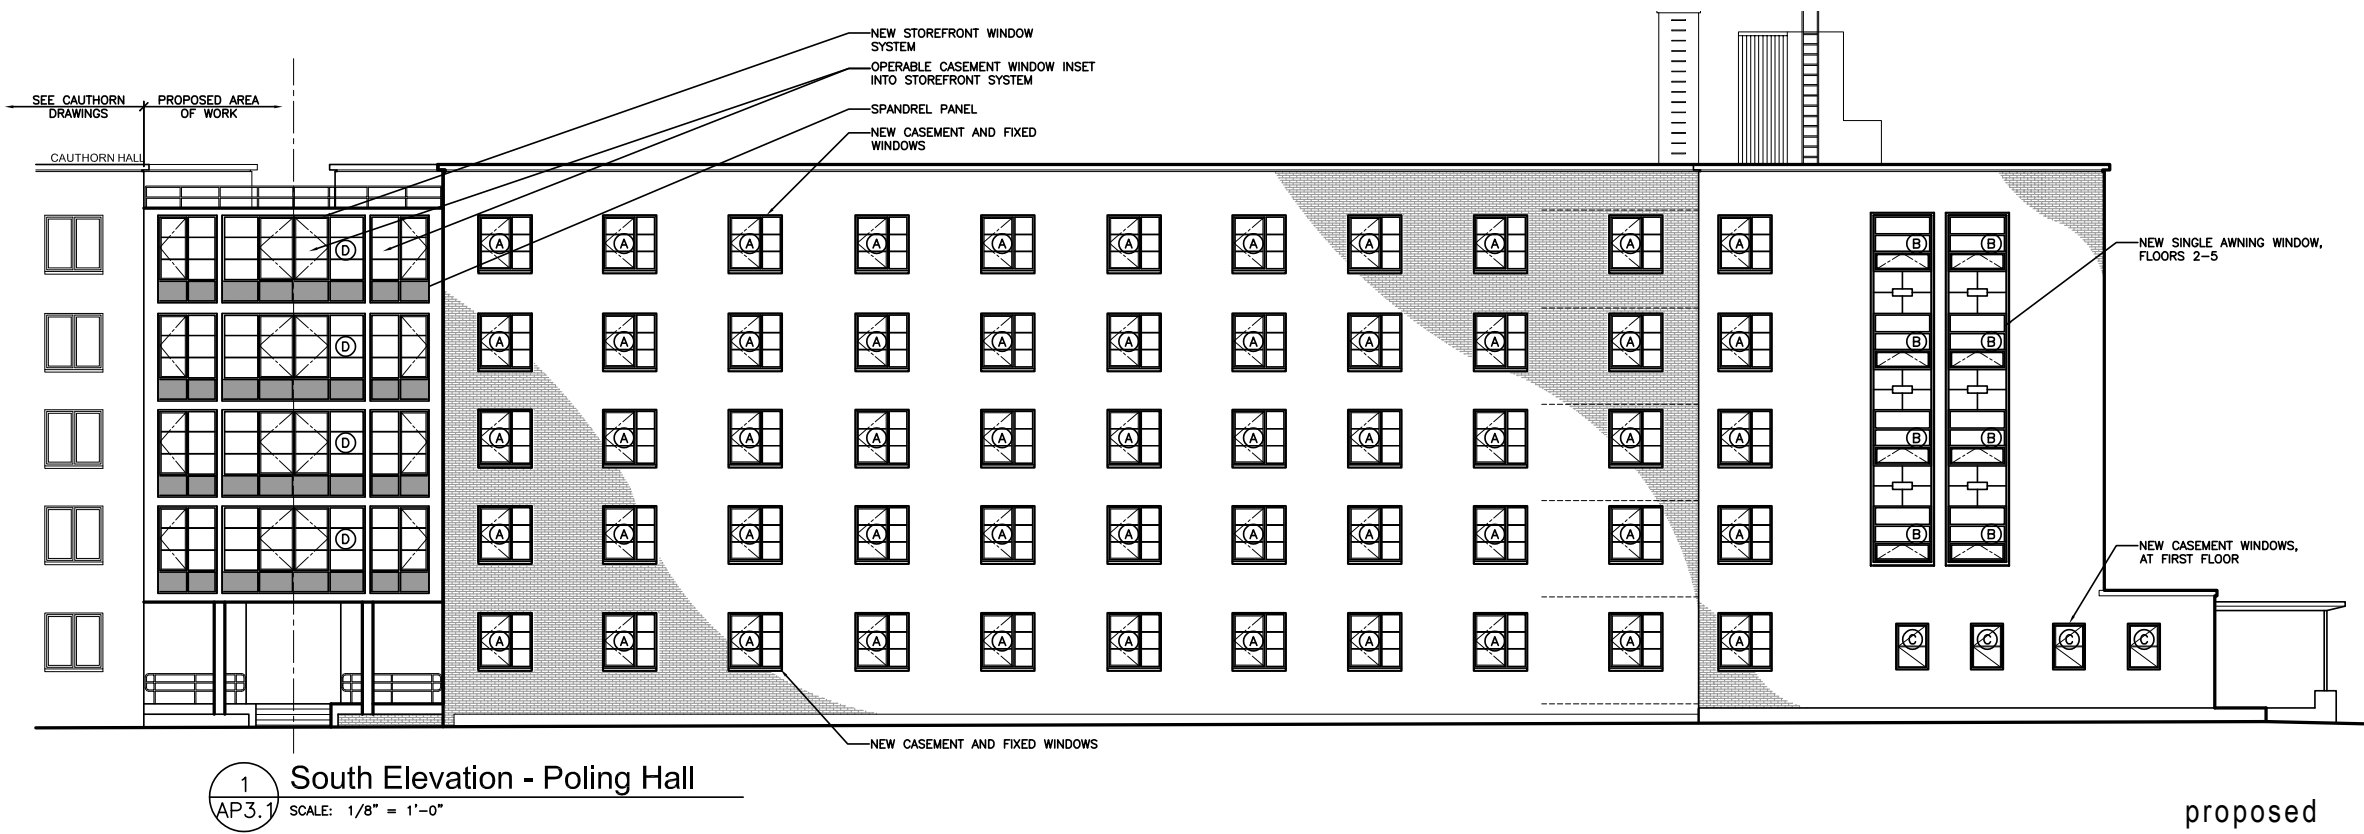 NEW STOREFRONT WINDOW
SYSTEM
OPERABLE CASEMENT WINDOW INSET
INTO STOREFRONT SYSTEM
SEE CAUTHORN
DRAWINGS
PROPOSED AREA
OF WORK
SPANDREL PANEL
NEW CASEMENT AND FIXED
WINDOWS
CAUTHORN HALL
D A A A A A A A A A A A B B
NEW SINGLE AWNING WINDOW,
FLOORS 2-5
D A A A A A A A A A A A B B
D A A A A A A A A A A A B B
D A A A A A A A A A A A B B
NEW CASEMENT WINDOWS,
AT FIRST FLOOR
A A A A A A A A A A A C C C C
NEW CASEMENT AND FIXED WINDOWS
1
AP3.1
South Elevation - Poling Hall
SCALE: 1/8" = 1'-0"
proposed